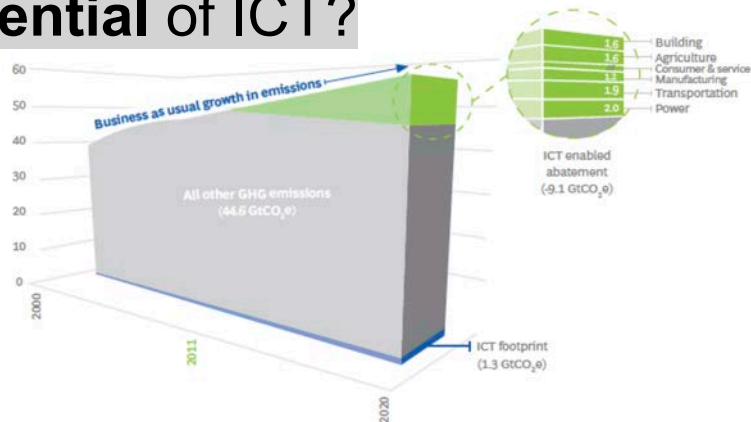 ential of ICT?
60
50
40
30
20
10
0
Business as usual growth in emissions
All other GHG emissions
(44.6 GtCO₂e)
2000
2011
2020
1.6
1.6
1.2
1.9
2.0
Building
Agriculture
Consumer & service
Manufacturing
Transportation
Power
ICT enabled
abatement
(-9.1 GtCO₂e)
ICT footprint
(1.3 GtCO₂e)